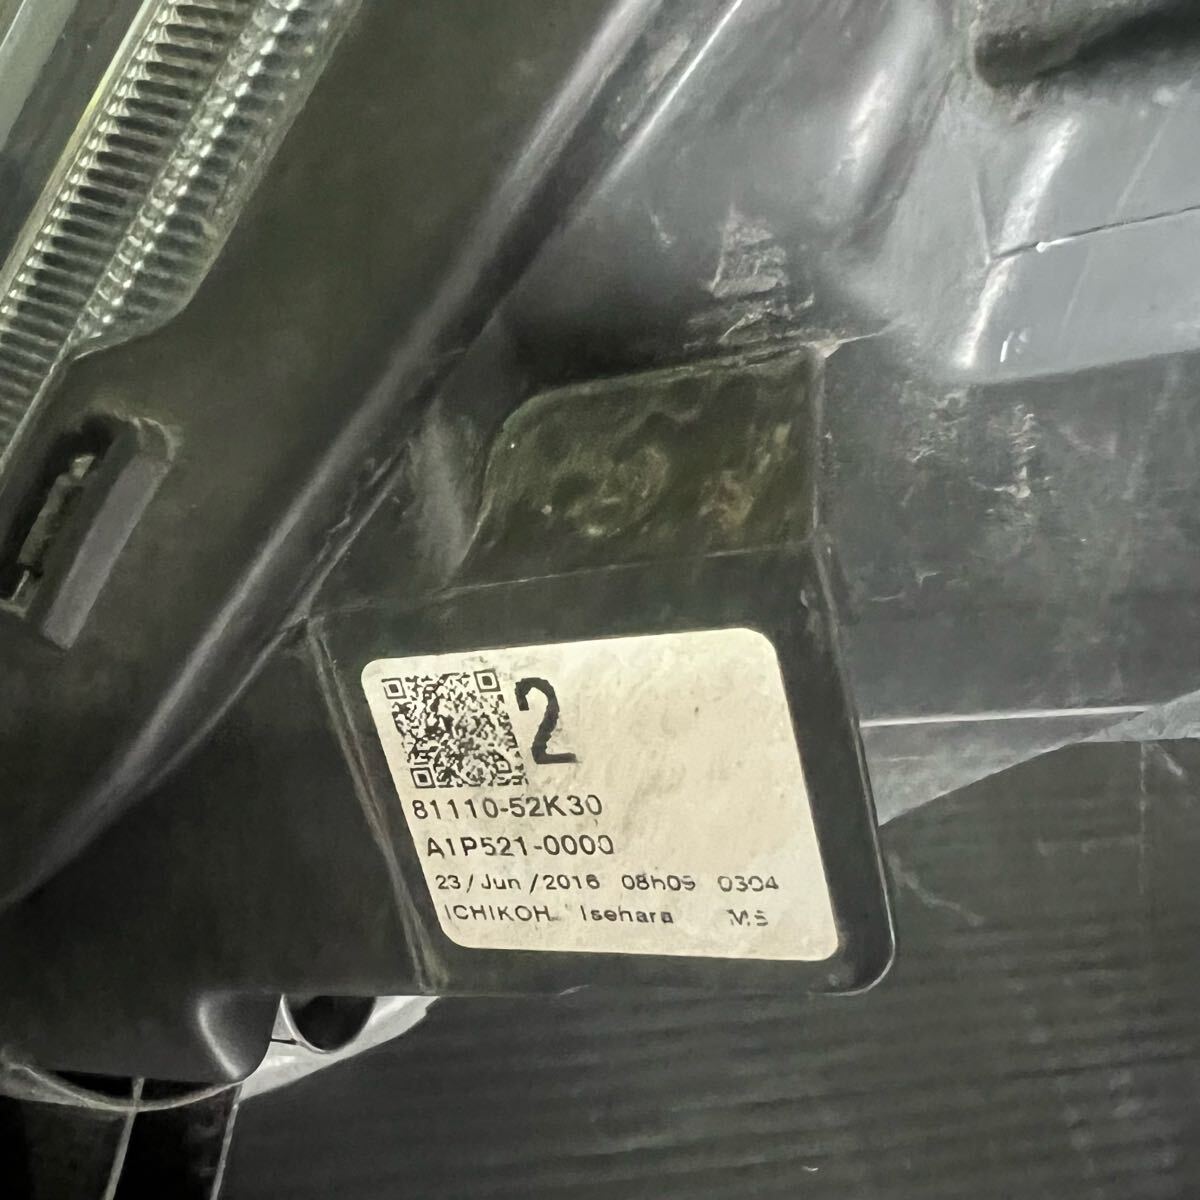 2
81110-52K30
A1P521-0000
23/Jun/2016 08h09 0304
ICHIKOH Isehara M5